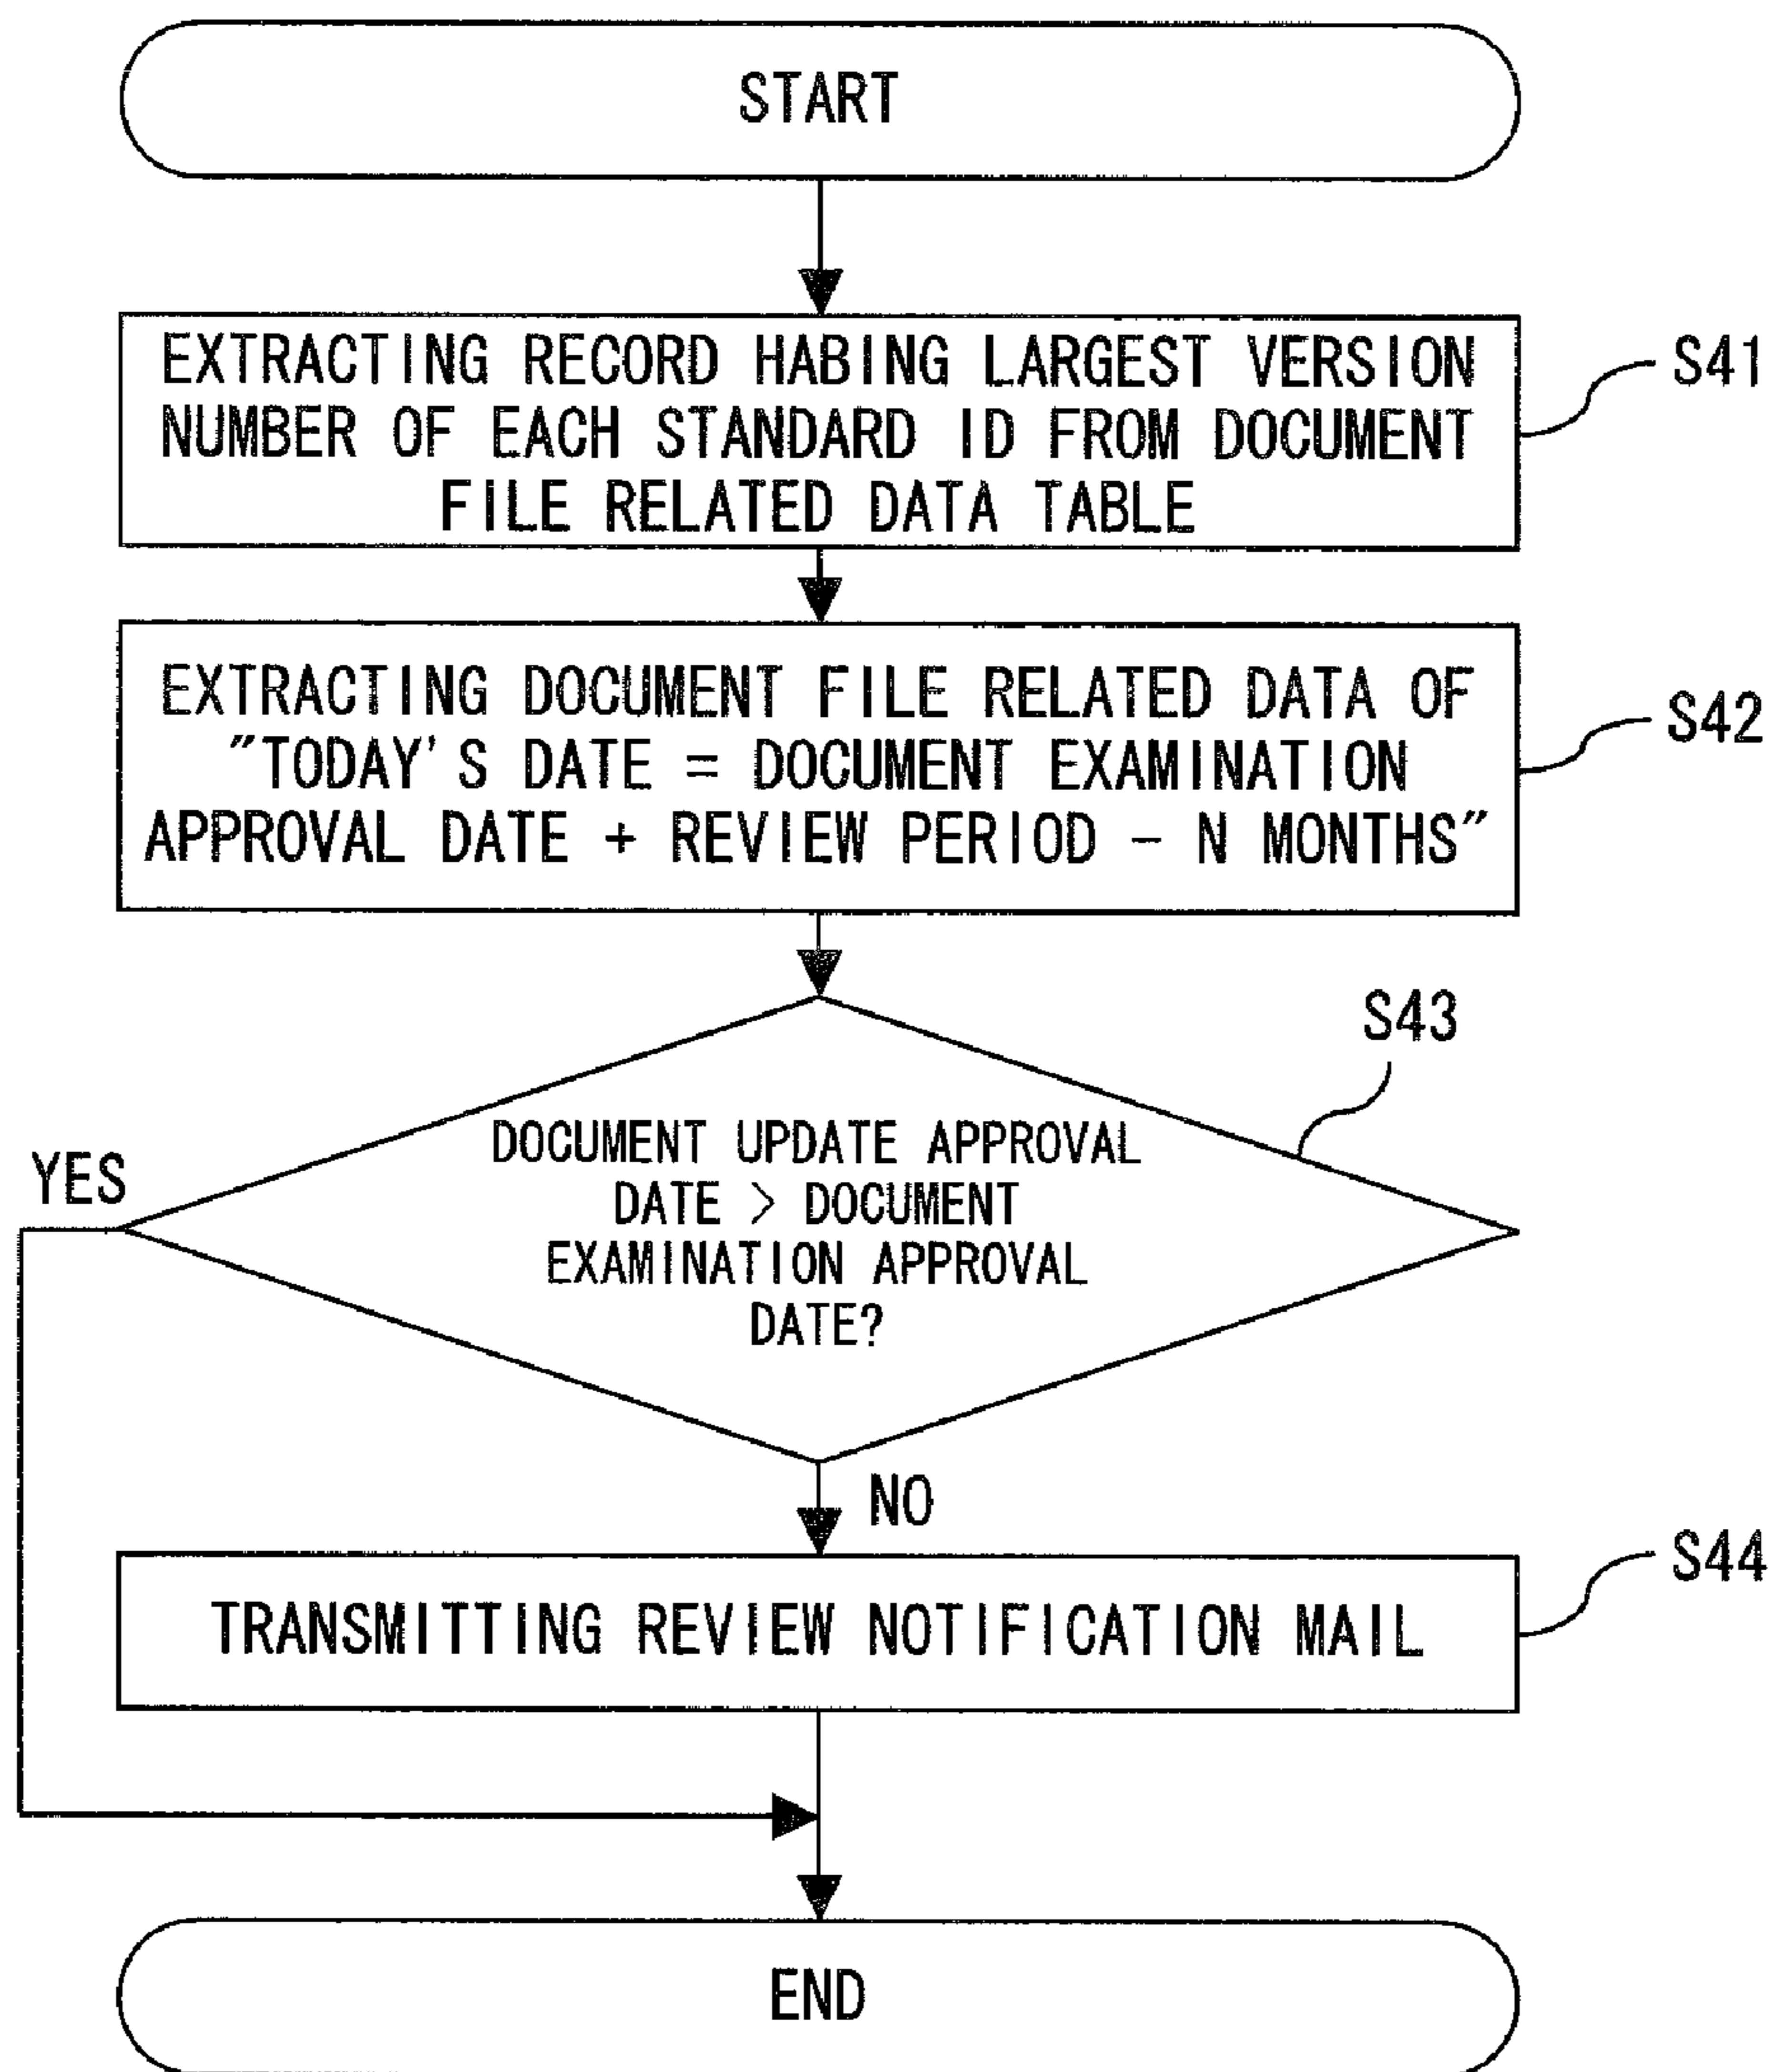 START
EXTRACTING RECORD HABING LARGEST VERSION
NUMBER OF EACH STANDARD ID FROM DOCUMENT
FILE RELATED DATA TABLE
S41
EXTRACTING DOCUMENT FILE RELATED DATA OF
"TODAY'S DATE = DOCUMENT EXAMINATION
APPROVAL DATE + REVIEW PERIOD − N MONTHS"
S42
S43
DOCUMENT UPDATE APPROVAL
DATE > DOCUMENT
EXAMINATION APPROVAL
DATE?
YES
NO
TRANSMITTING REVIEW NOTIFICATION MAIL
S44
END